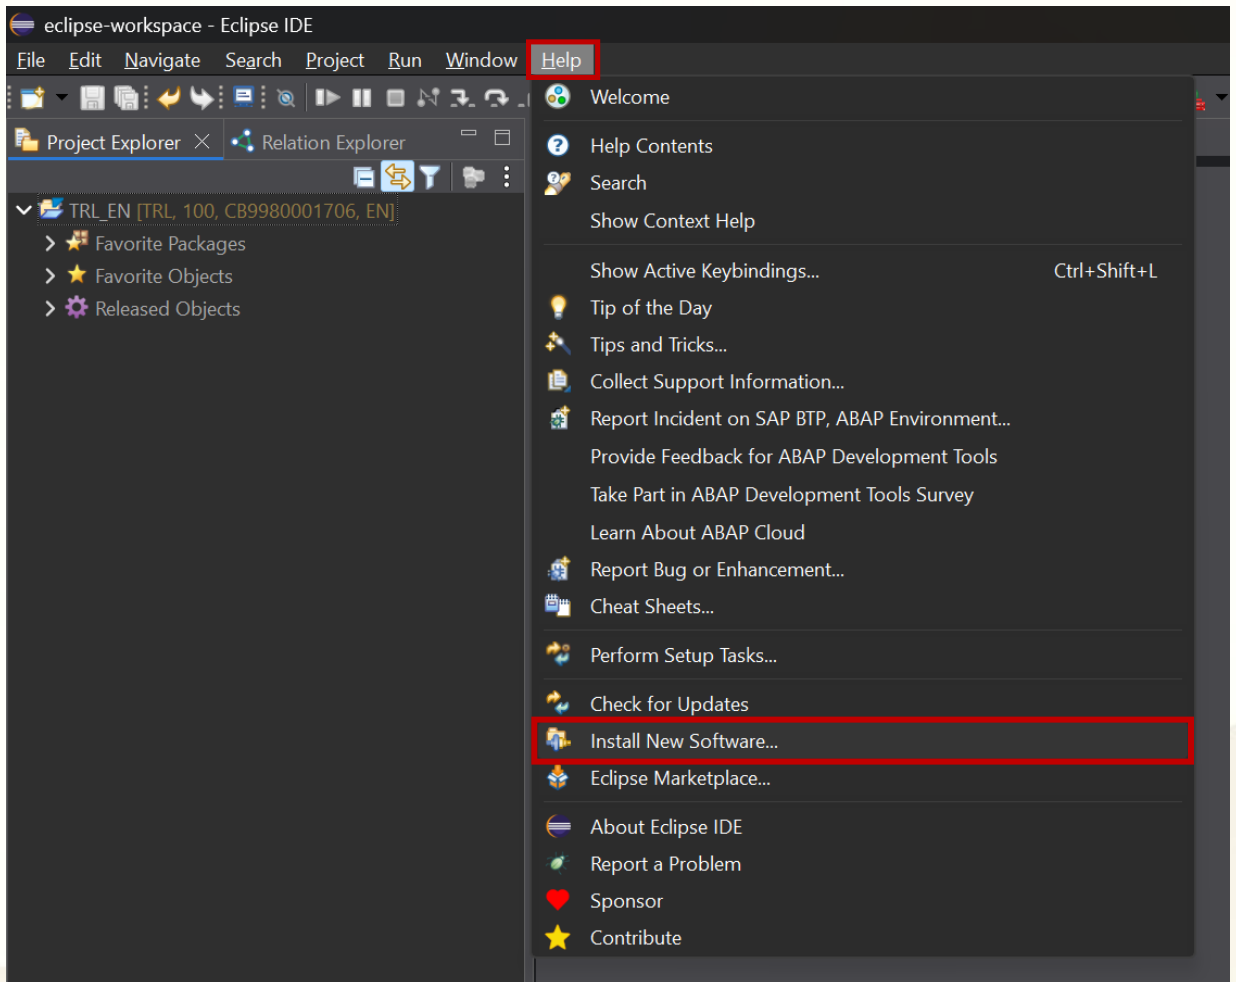 eclipse-workspace - Eclipse IDE
File Edit Navigate Search Project Run Window Help
Project Explorer Relation Explorer
TRL_EN [TRL, 100, CB9980001706, EN]
Favorite Packages
Favorite Objects
Released Objects
Welcome
Help Contents
Search
Show Context Help
Show Active Keybindings... Ctrl+Shift+L
Tip of the Day
Tips and Tricks...
Collect Support Information...
Report Incident on SAP BTP, ABAP Environment...
Provide Feedback for ABAP Development Tools
Take Part in ABAP Development Tools Survey
Learn About ABAP Cloud
Report Bug or Enhancement...
Cheat Sheets...
Perform Setup Tasks...
Check for Updates
Install New Software...
Eclipse Marketplace...
About Eclipse IDE
Report a Problem
Sponsor
Contribute